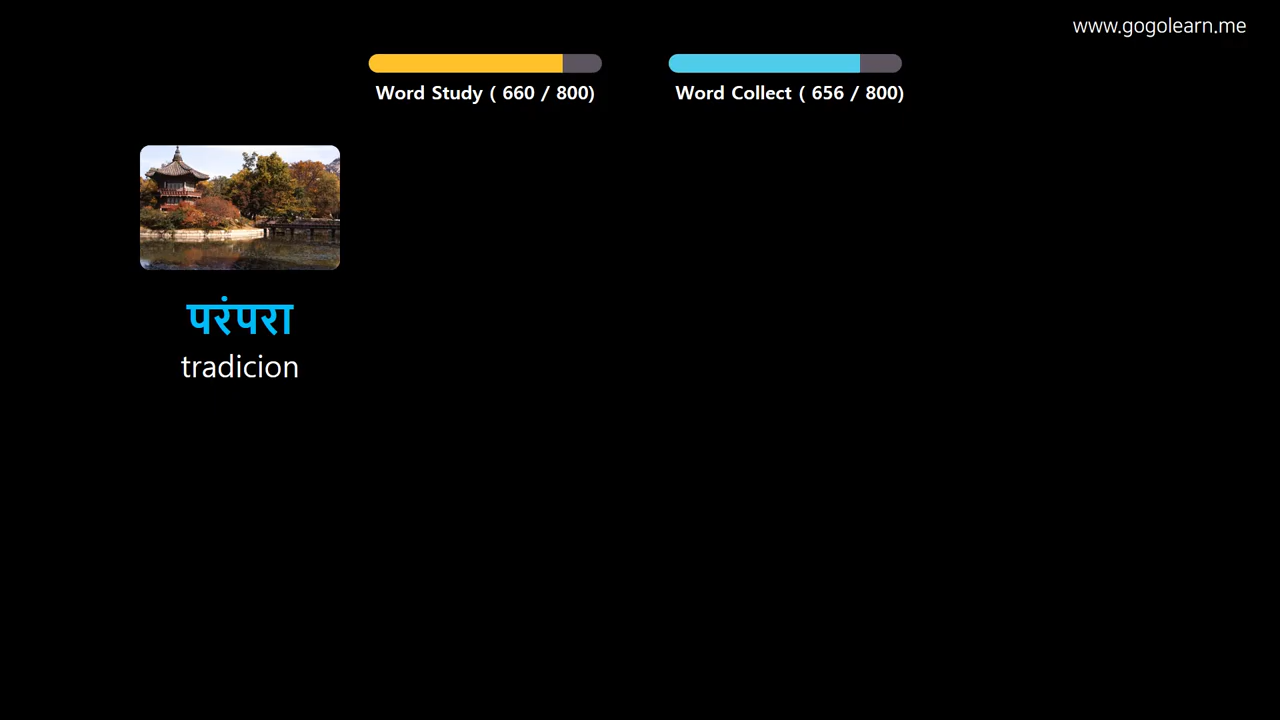 www.gogolearn.me
Word Study ( 660 / 800)
Word Collect ( 656 / 800)
परंपरा
tradicion